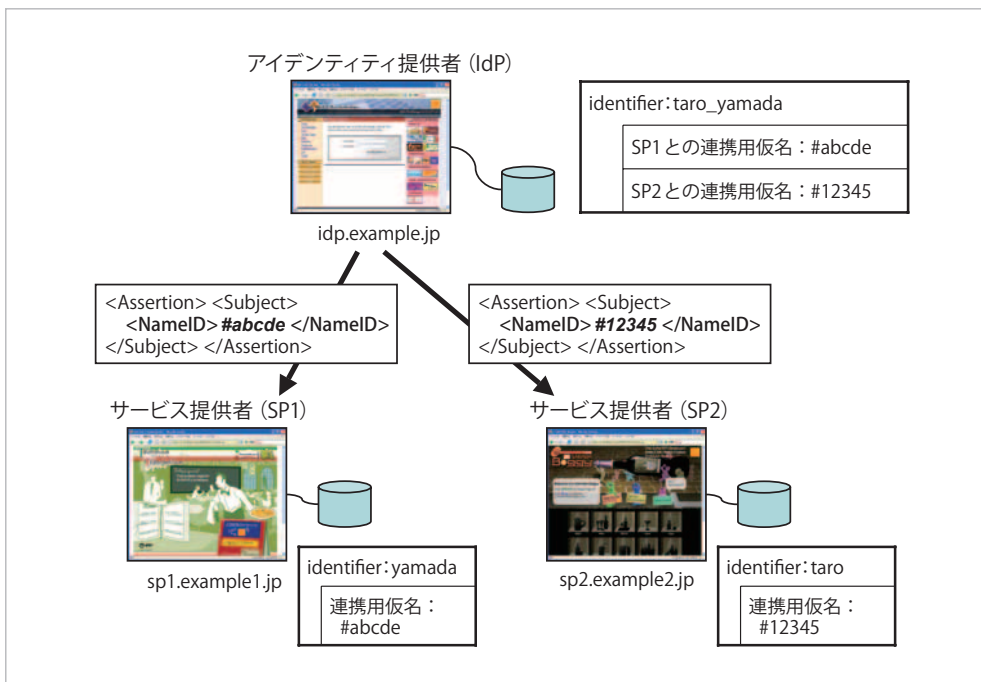 アイデンティティ提供者（IdP）
identifier:taro_yamada
SP1との連携用仮名：#abcde
SP2との連携用仮名：#12345
idp.example.jp
<Assertion> <Subject>
<NameID> #abcde </NameID>
</Subject> </Assertion>
<Assertion> <Subject>
<NameID> #12345 </NameID>
</Subject> </Assertion>
サービス提供者（SP1）
サービス提供者（SP2）
sp1.example1.jp
identifier:yamada
連携用仮名：
#abcde
sp2.example2.jp
identifier:taro
連携用仮名：
#12345